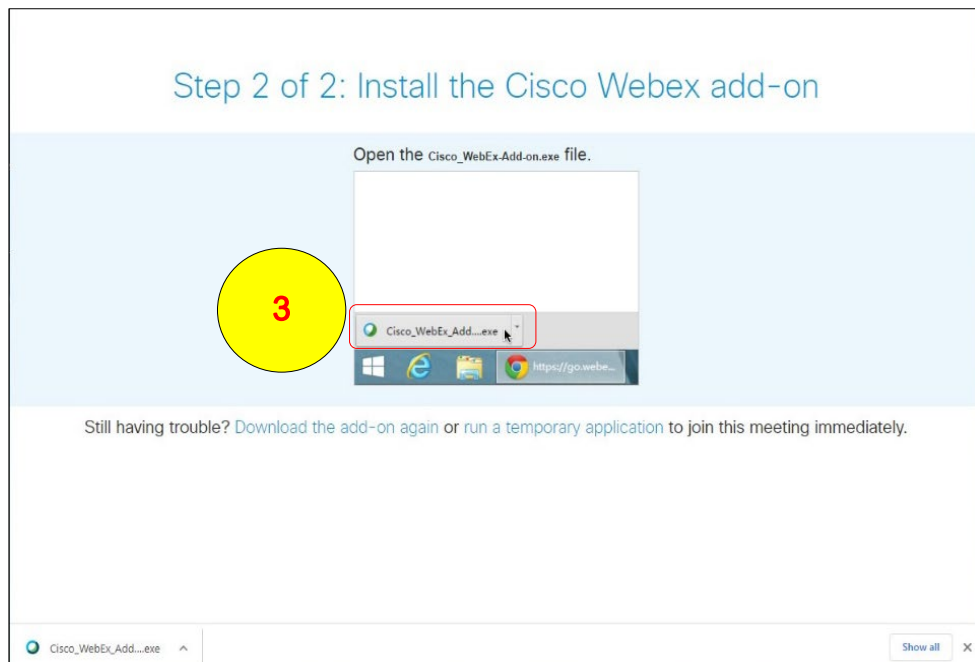 Step 2 of 2: Install the Cisco Webex add-on
Open the Cisco_WebEx-Add-on.exe file.
3
Cisco_WebEx_Add....exe
https://go.webe...
Still having trouble? Download the add-on again or run a temporary application to join this meeting immediately.
Cisco_WebEx_Add....exe
Show all